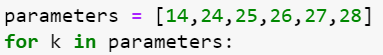 parameters = [14,24,25,26,27,28]
for k in parameters: